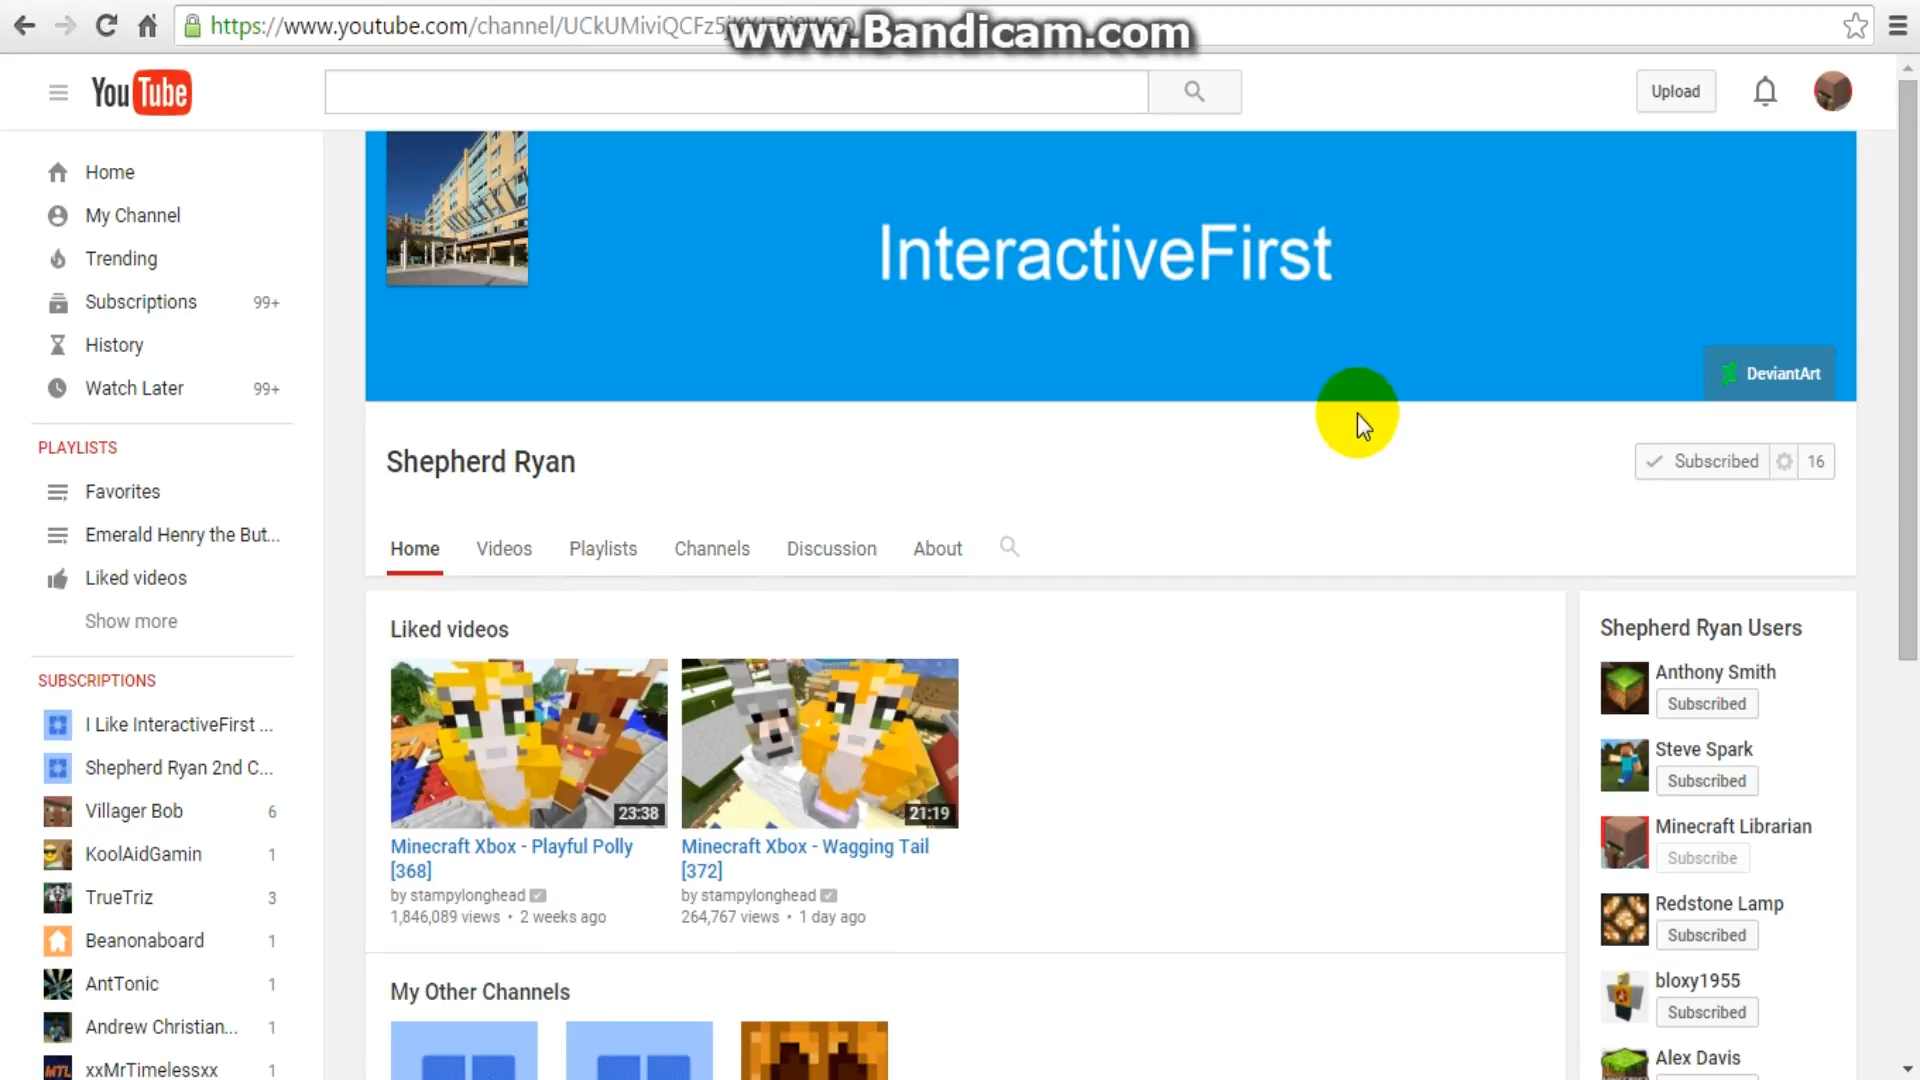 https://www.youtube.com/channel/UCkUMiviQCFz5
www.Bandicam.com
YouTube
Upload
Home
My Channel
Trending
Subscriptions 99+
History
Watch Later 99+
PLAYLISTS
Favorites
Emerald Henry the But...
Liked videos
Show more
SUBSCRIPTIONS
I Like InteractiveFirst ...
Shepherd Ryan 2nd C...
Villager Bob 6
KoolAidGamin 1
TrueTriz 3
Beanonaboard 1
AntTonic 1
Andrew Christian... 1
MTL xxMrTimelessxx 1
InteractiveFirst
DeviantArt
Shepherd Ryan
Subscribed 16
Home Videos Playlists Channels Discussion About
Liked videos
23:38
21:19
Minecraft Xbox - Playful Polly
[368]
by stampylonghead
1,846,089 views • 2 weeks ago
Minecraft Xbox - Wagging Tail
[372]
by stampylonghead
264,767 views • 1 day ago
My Other Channels
Shepherd Ryan Users
Anthony Smith
Subscribed
Steve Spark
Subscribed
Minecraft Librarian
Subscribe
Redstone Lamp
Subscribed
bloxy1955
Subscribed
Alex Davis